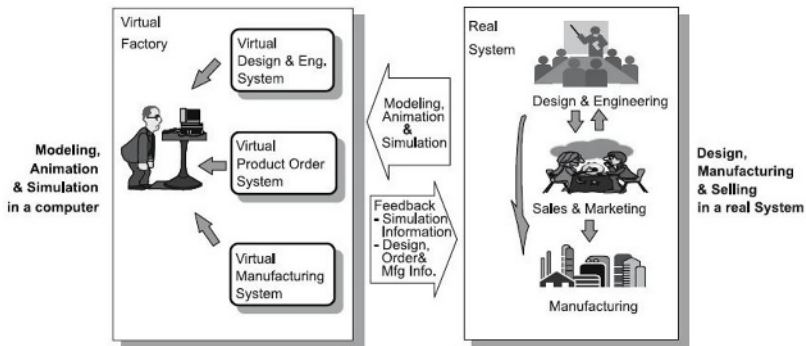 Modeling,
Animation
& Simulation
in a computer
Virtual
Factory
Virtual
Design & Eng.
System
Virtual
Product Order
System
Virtual
Manufacturing
System
Modeling,
Animation
&
Simulation
Feedback
- Simulation
Information
- Design,
Order&
Mfg Info.
Real
System
Design & Engineering
Sales & Marketing
Manufacturing
Design,
Manufacturing
& Selling
in a real System